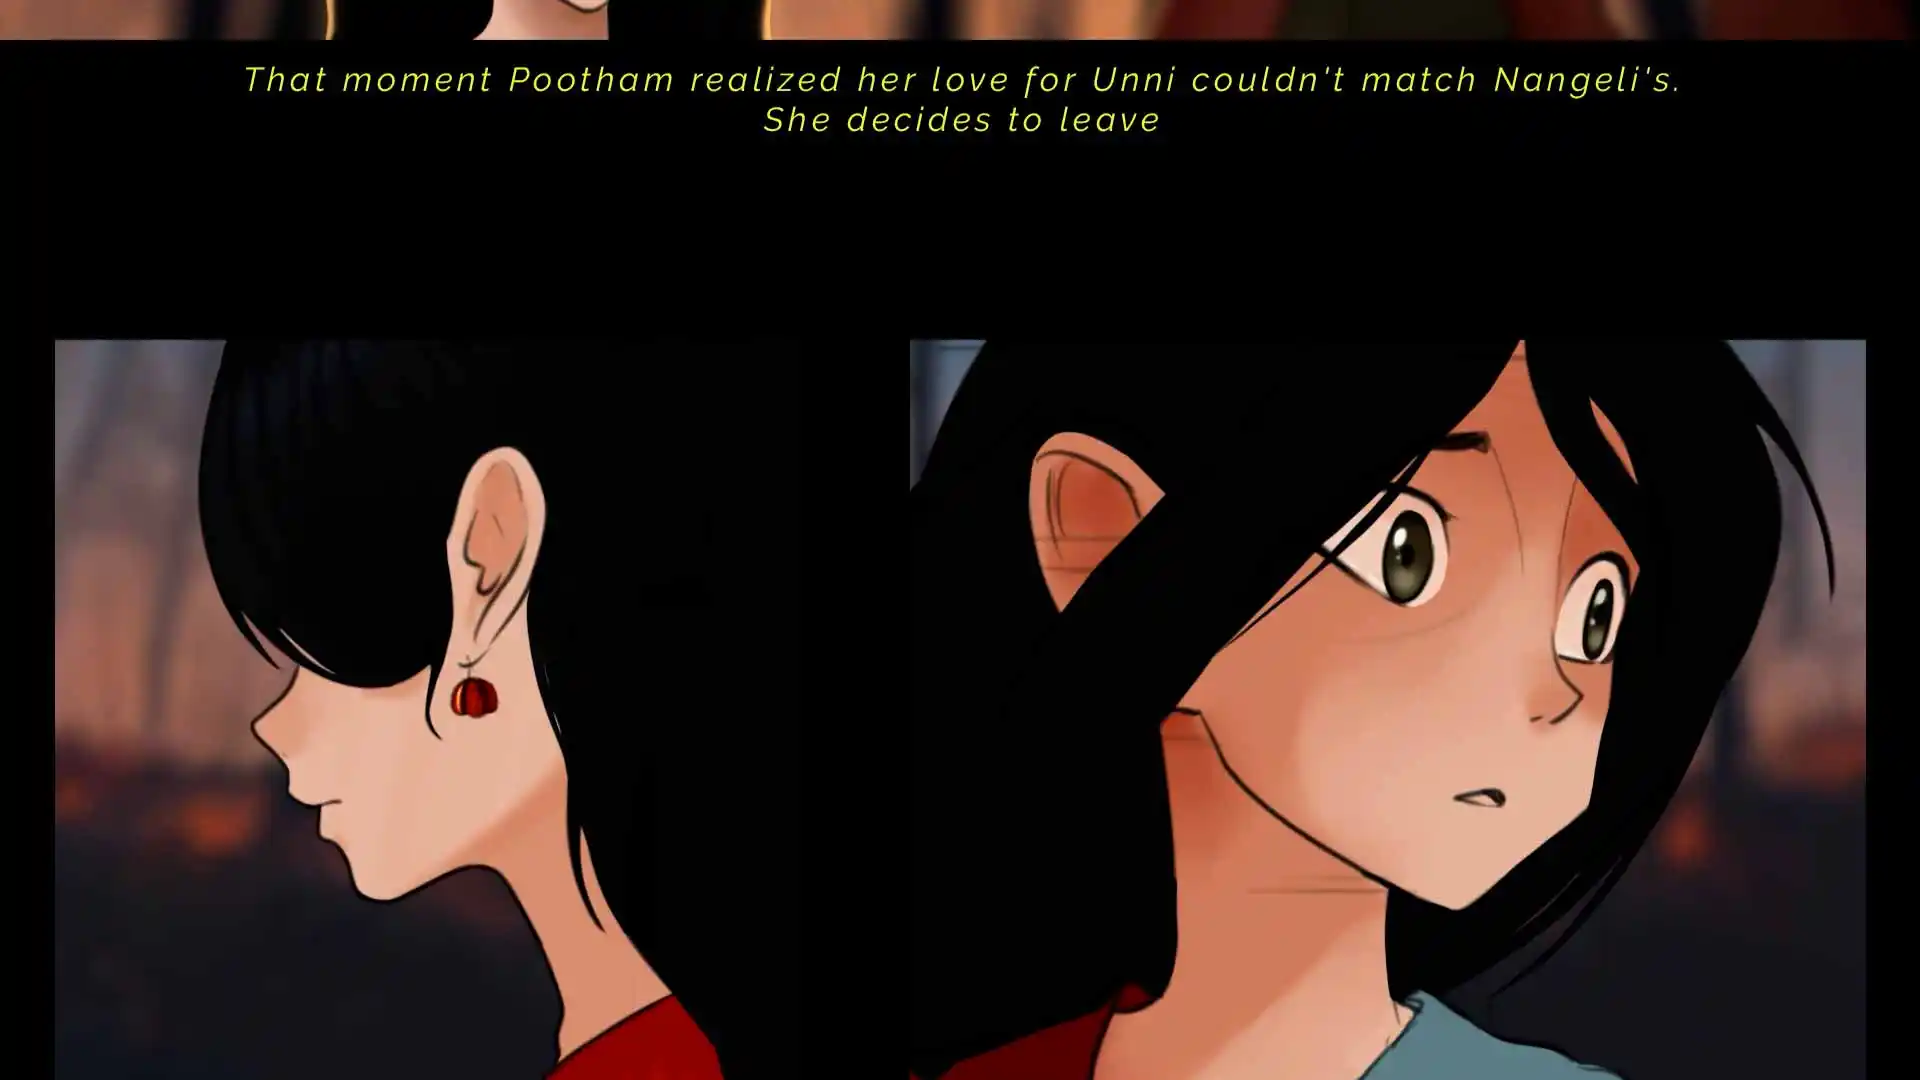 That moment Pootham realized her love for Unni couldn't match Nangeli's.
She decides to leave